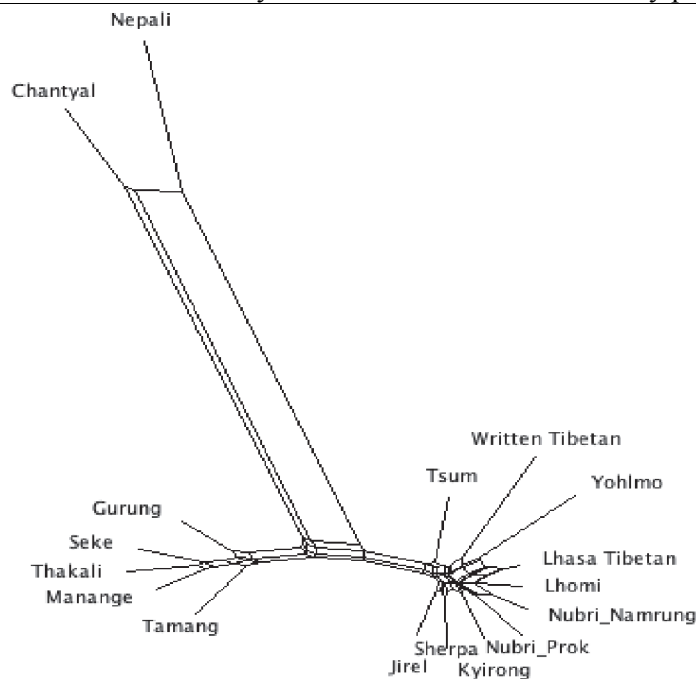 Nepali
Chantyal
Written Tibetan
Tsum
Yohlmo
Gurung
Seke
Lhasa Tibetan
Thakali
Lhomi
Manange
Nubri_Namrung
Tamang
Sherpa
Nubri_Prok
Jirel
Kyirong